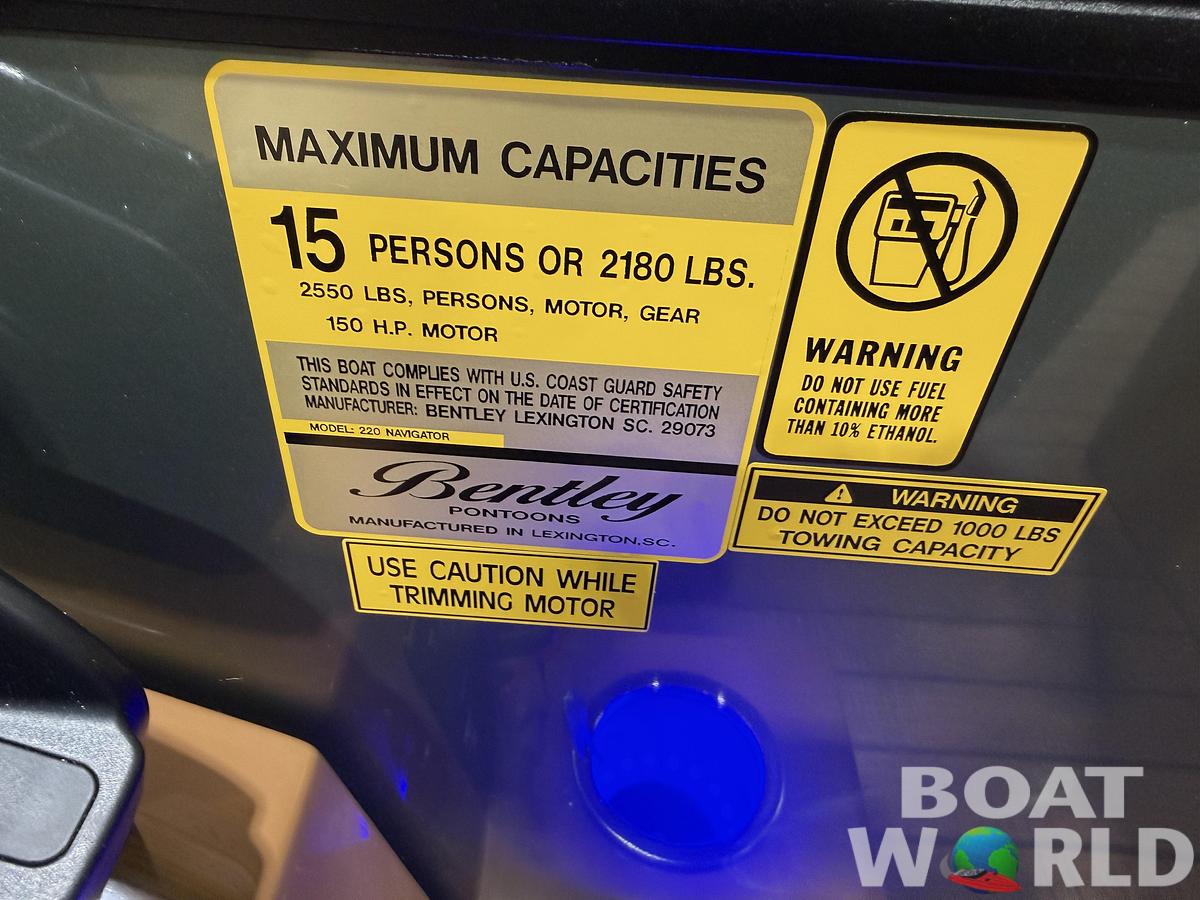 MAXIMUM CAPACITIES
15 PERSONS OR 2180 LBS.
2550 LBS, PERSONS, MOTOR, GEAR
150 H.P. MOTOR
THIS BOAT COMPLIES WITH U.S. COAST GUARD SAFETY
STANDARDS IN EFFECT ON THE DATE OF CERTIFICATION
MANUFACTURER: BENTLEY LEXINGTON SC. 29073
MODEL: 220 NAVIGATOR
Bentley
PONTOONS
MANUFACTURED IN LEXINGTON,SC.
USE CAUTION WHILE
TRIMMING MOTOR
WARNING
DO NOT USE FUEL
CONTAINING MORE
THAN 10% ETHANOL.
WARNING
DO NOT EXCEED 1000 LBS
TOWING CAPACITY
BOAT
WORLD